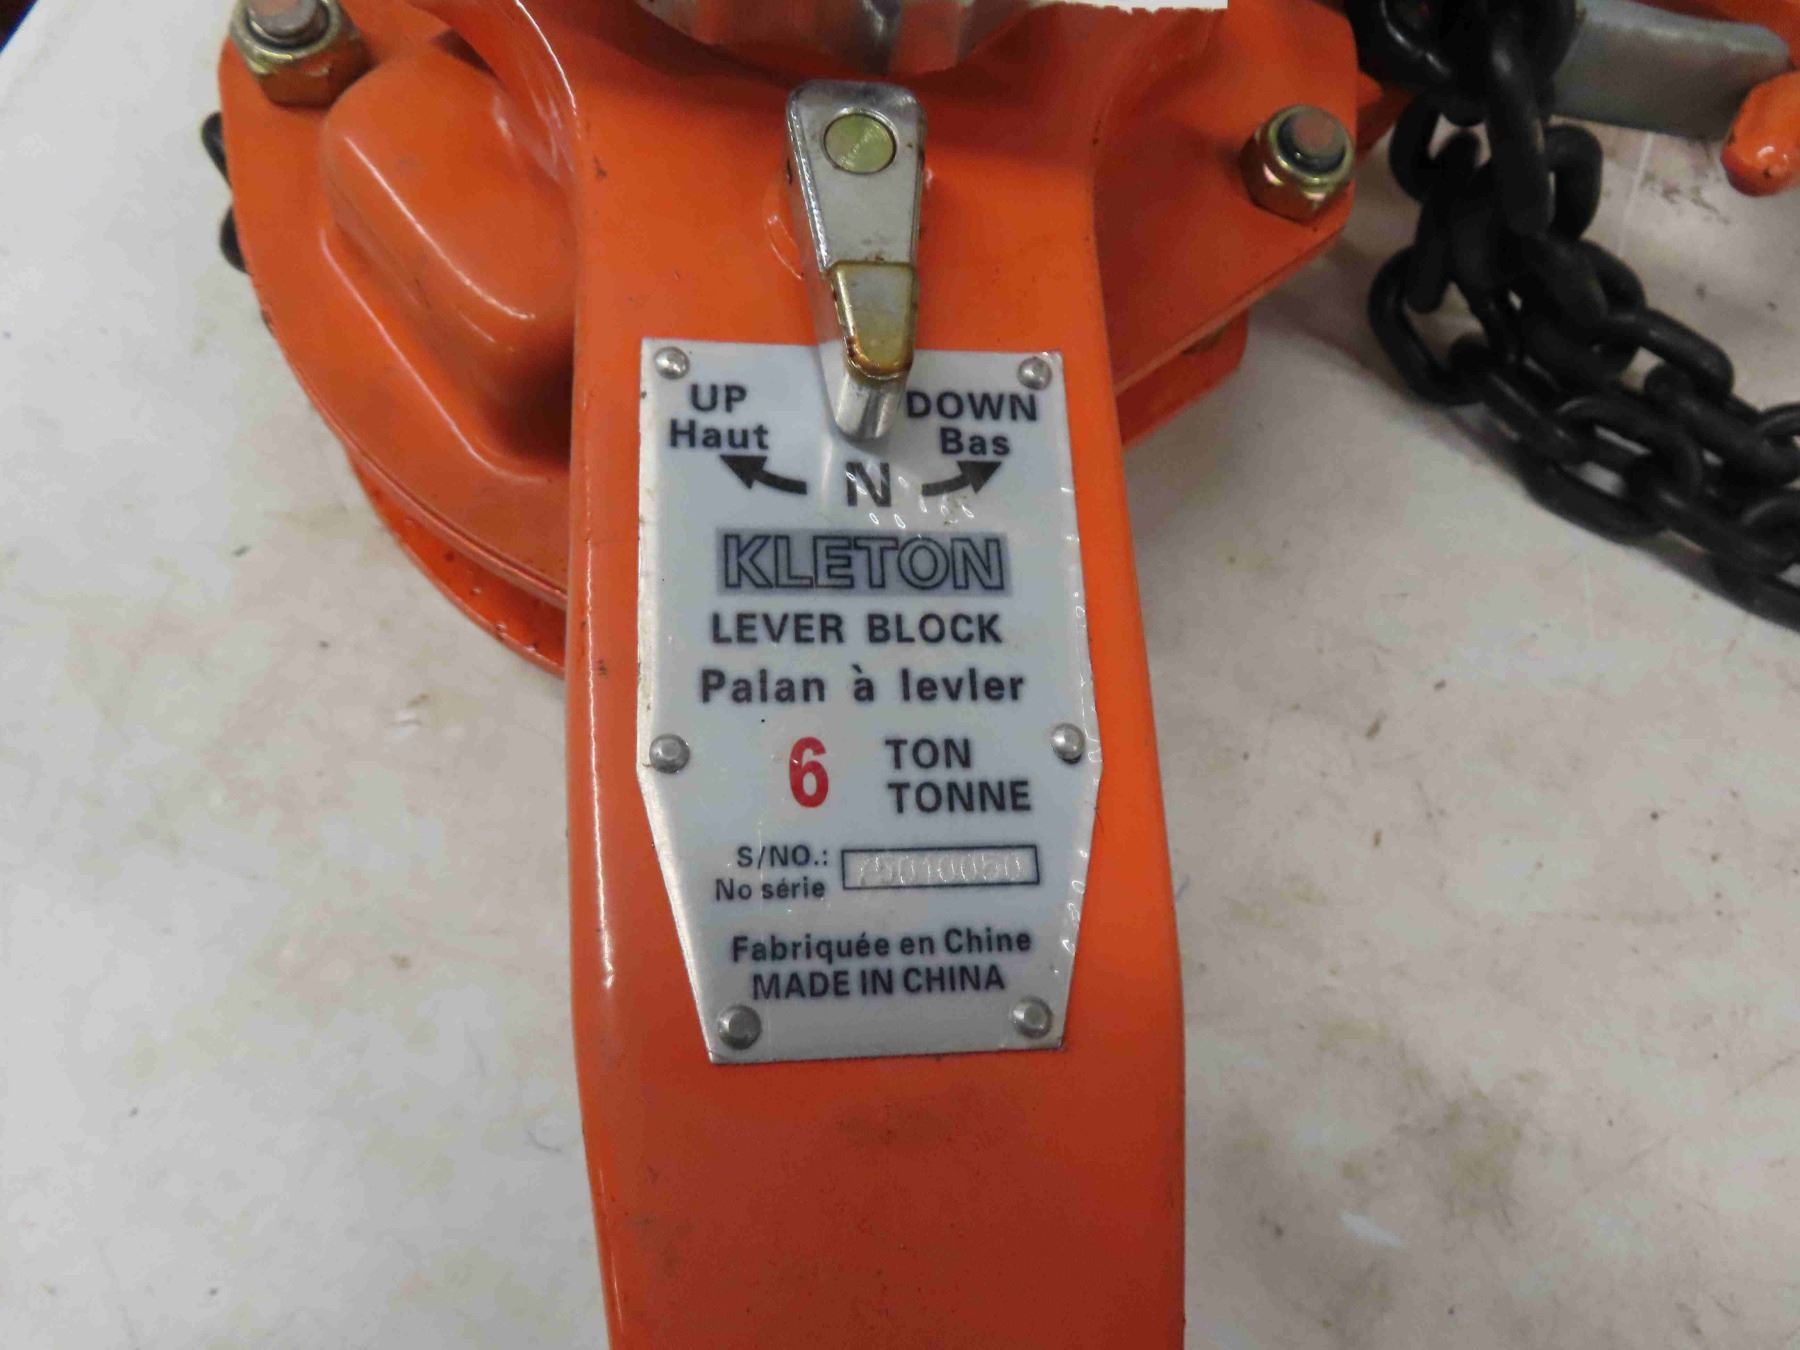 UP DOWN
Haut Bas
N
KLETON
LEVER BLOCK
Palan à levler
6 TON
TONNE
S/NO.:
No série
Fabriquée en Chine
MADE IN CHINA